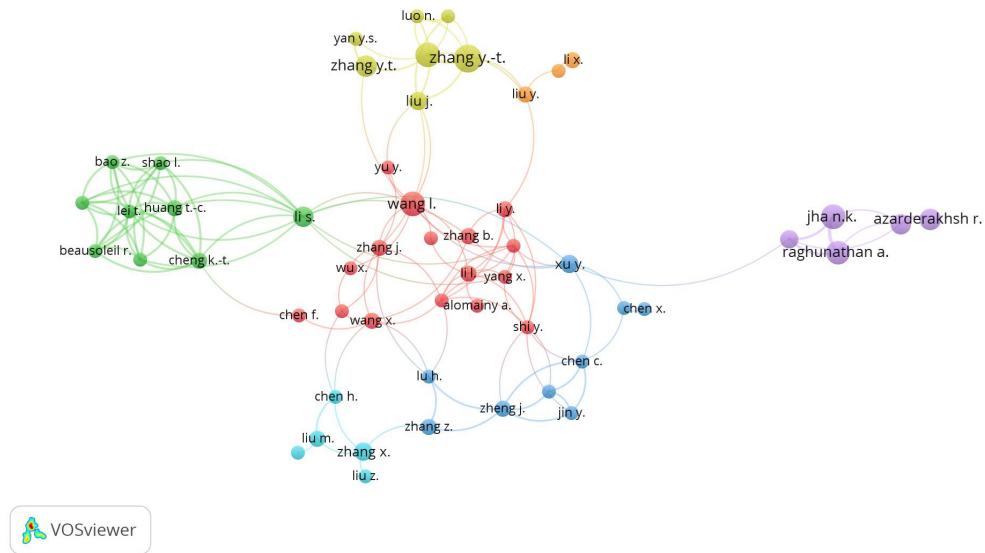 luo n.
yan y.s.
zhang y.-t.
zhang y.t.
li x.
liu y.
liu j.
bao z.
shao l.
yu y.
wang l.
lei t.
huang t.-c.
li s.
li y.
jha n.k.
azarderakhsh r.
zhang b.
beausoleil r.
zhang j.
raghunathan a.
cheng k.-t.
wu x.
xu y.
li l.
yang x.
alomainy a.
chen x.
chen f.
wang x.
shi y.
chen c.
lu h.
chen h.
zheng j.
jin y.
zhang z.
liu m.
zhang x.
liu z.
VOSviewer